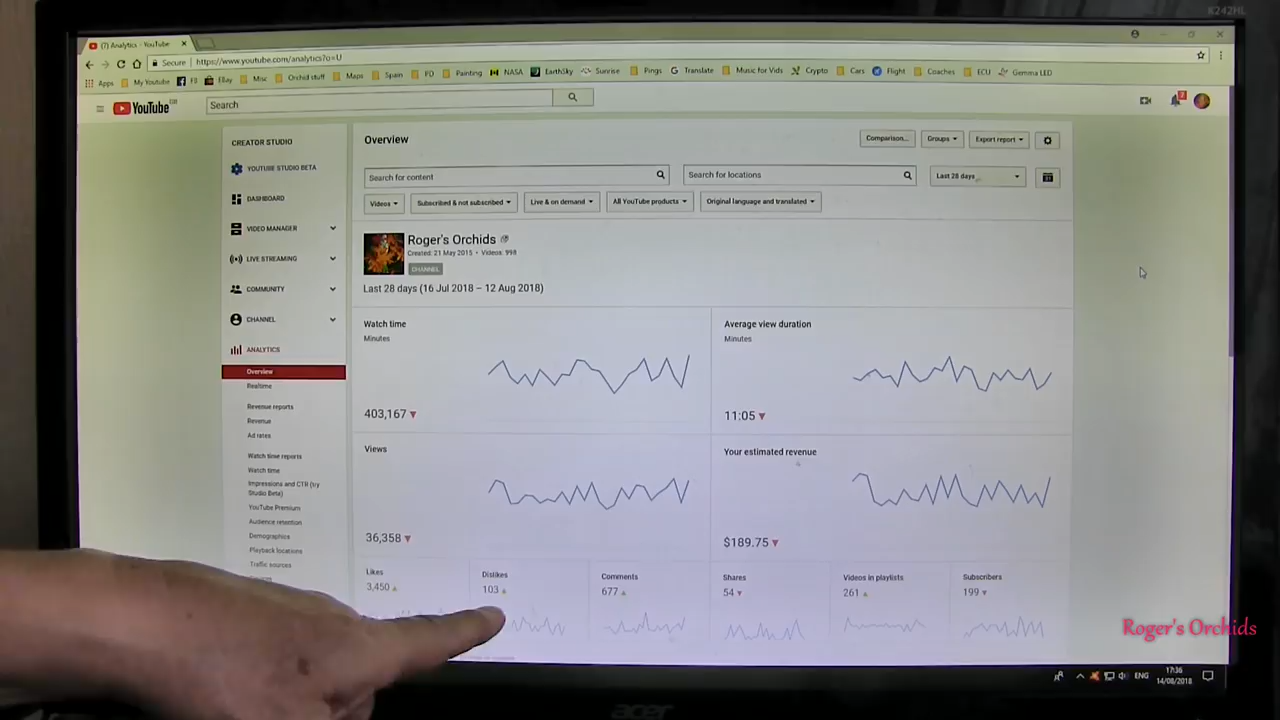 K242HL
(7) Analytics - YouTube
Secure https://www.youtube.com/analytics?o=U
Apps My Youtube FB EBay Misc Orchid stuff Maps Spain PD Painting NASA EarthSky Sunrise Pings Translate Music for Vids Crypto Cars Flight Coaches ECU Gemma LED
YouTube GB Search 2
CREATOR STUDIO
YOUTUBE STUDIO BETA
DASHBOARD
VIDEO MANAGER
LIVE STREAMING
COMMUNITY
CHANNEL
ANALYTICS
Overview
Realtime
Revenue reports
Revenue
Ad rates
Watch time reports
Watch time
Impressions and CTR (try
Studio Beta)
YouTube Premium
Audience retention
Demographics
Playback locations
Traffic sources
Overview
Comparison... Groups Export report
Search for content Search for locations Last 28 days
Videos Subscribed & not subscribed Live & on demand All YouTube products Original language and translated
Roger's Orchids
Created: 21 May 2015 • Videos: 998
CHANNEL
Last 28 days (16 Jul 2018 – 12 Aug 2018)
Watch time
Minutes
403,167
Average view duration
Minutes
11:05
Views
36,358
Your estimated revenue
$189.75
Likes
3,450
Dislikes
103
Comments
677
Shares
54
Videos in playlists
261
Subscribers
199
Roger's Orchids
ENG
17:36
14/08/2018
acer